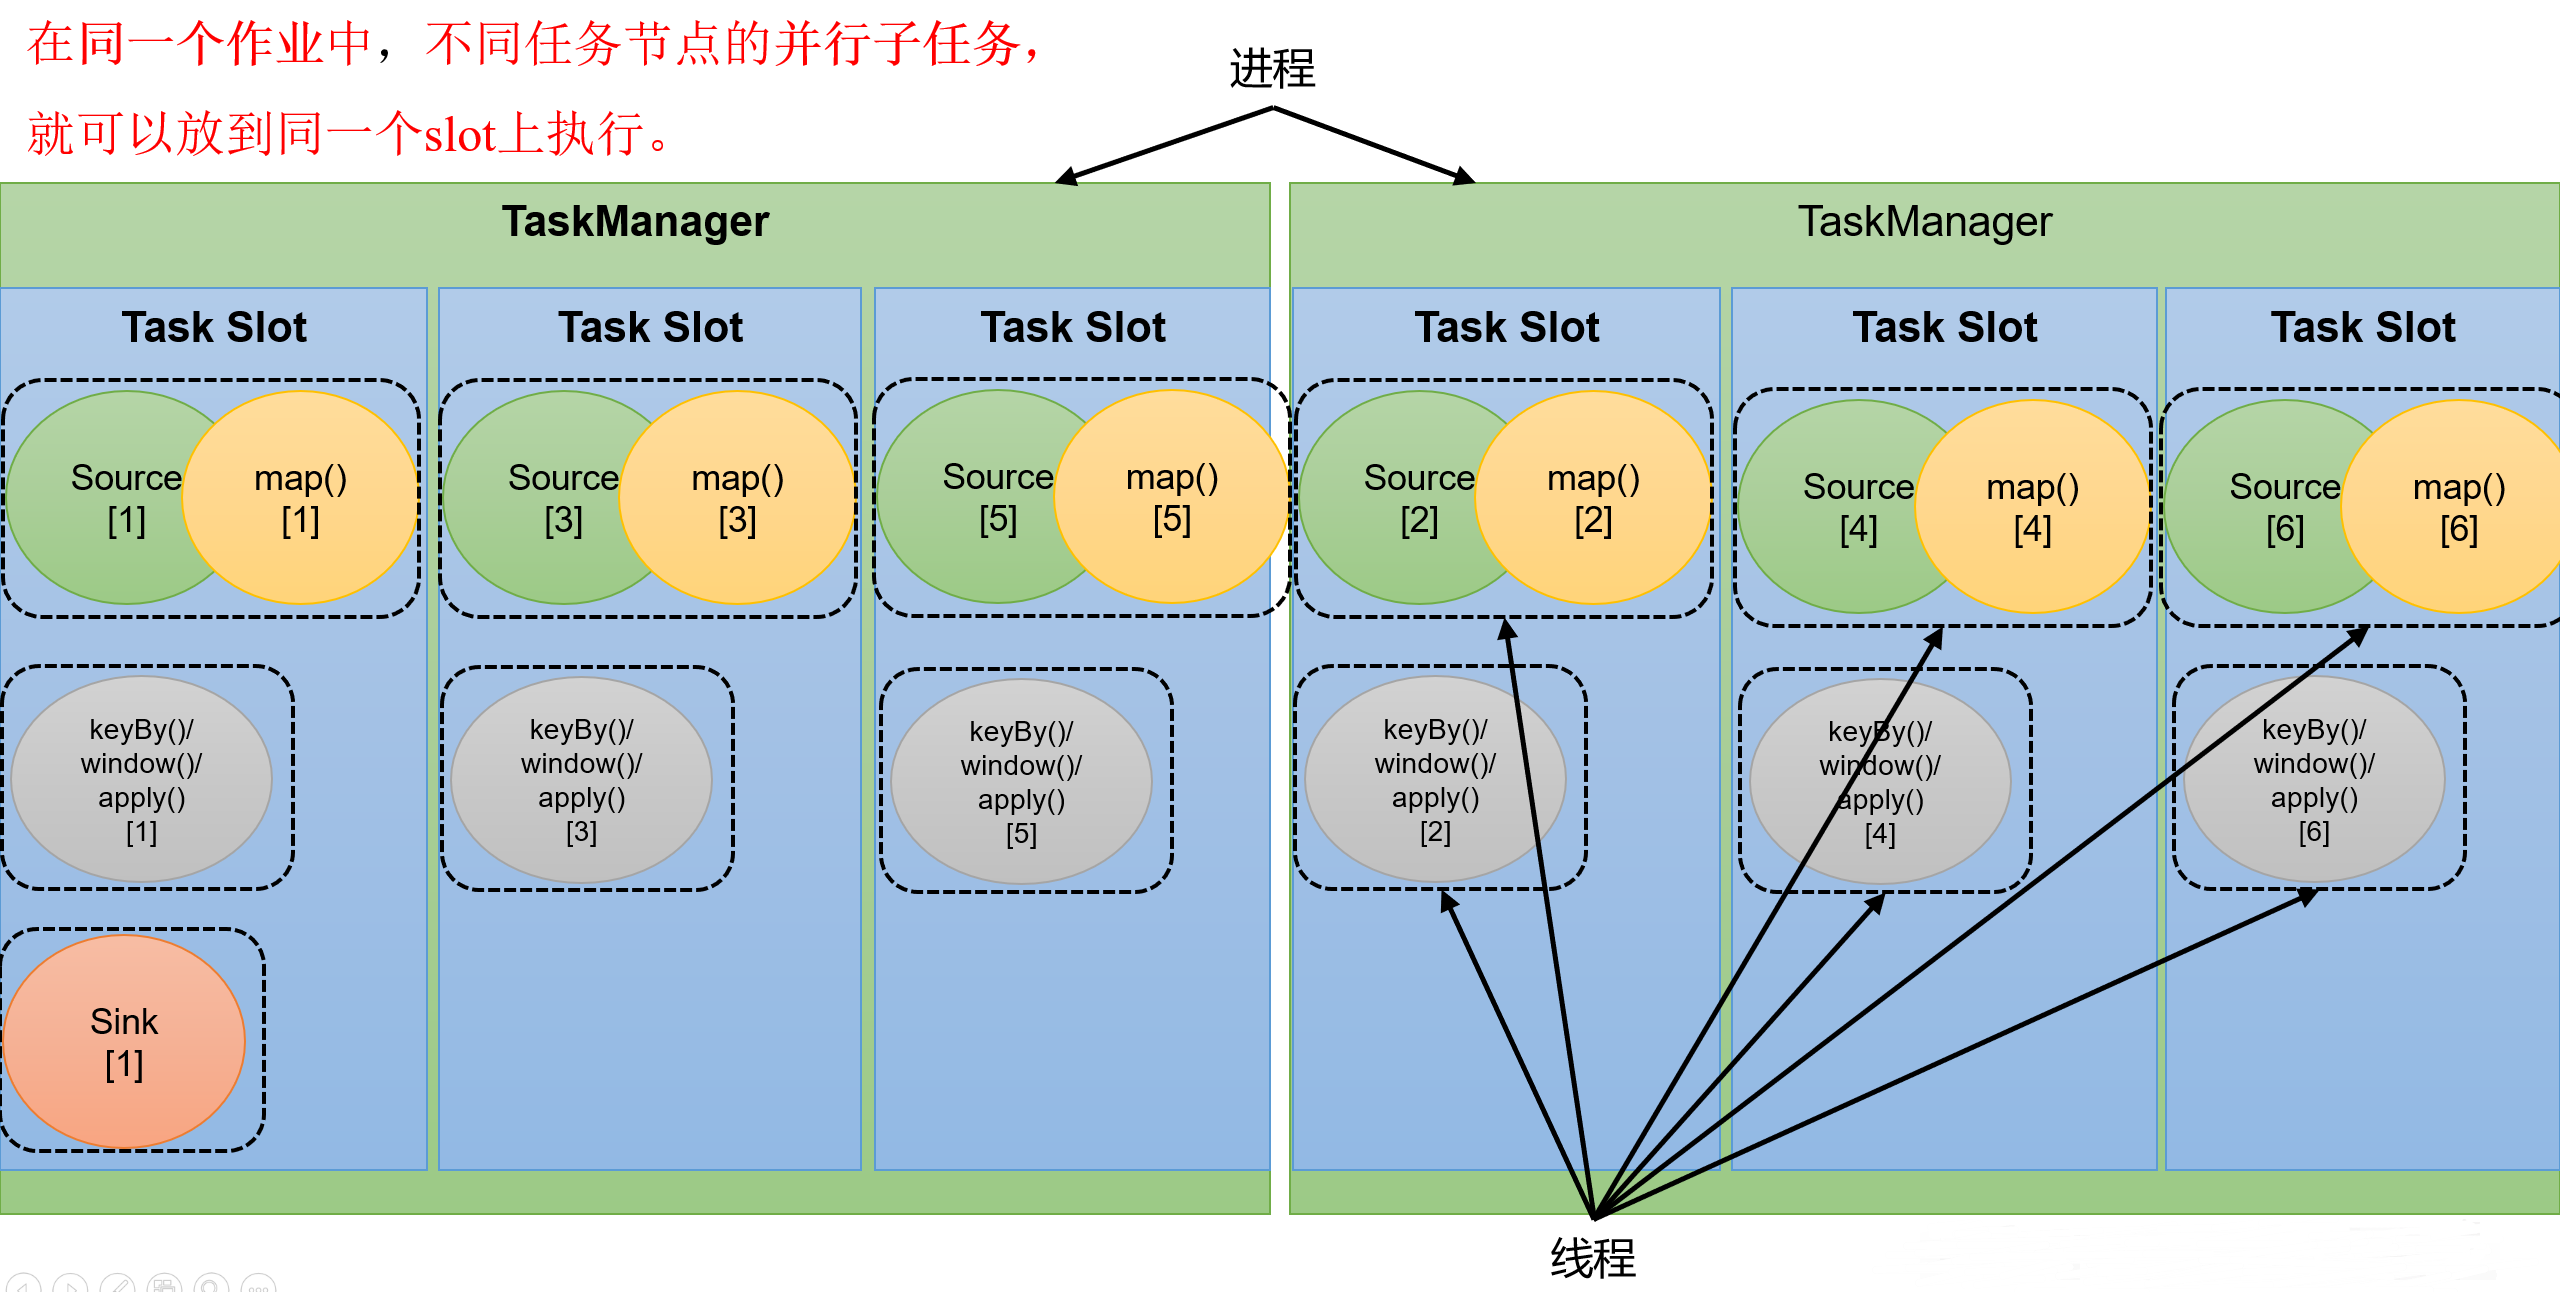 在同一个作业中，不同任务节点的并行子任务，
就可以放到同一个slot上执行。
进程
TaskManager
TaskManager
Task Slot
Task Slot
Task Slot
Task Slot
Task Slot
Task Slot
Source
[1]
map()
[1]
Source
[3]
map()
[3]
Source
[5]
map()
[5]
Source
[2]
map()
[2]
Source
[4]
map()
[4]
Source
[6]
map()
[6]
keyBy()/
window()/
apply()
[1]
keyBy()/
window()/
apply()
[3]
keyBy()/
window()/
apply()
[5]
keyBy()/
window()/
apply()
[2]
keyBy()/
window()/
apply()
[4]
keyBy()/
window()/
apply()
[6]
Sink
[1]
线程